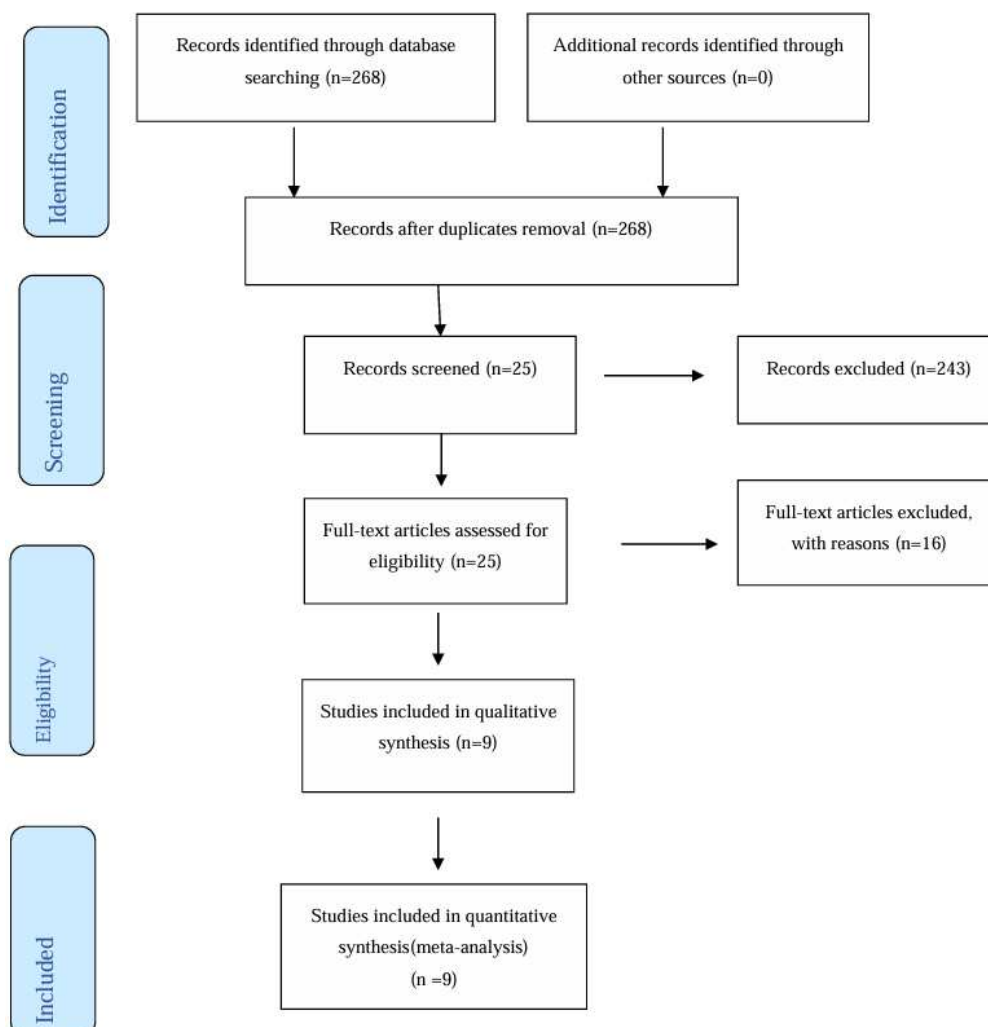 Identification
Records identified through database
searching (n=268)
Additional records identified through
other sources (n=0)
Records after duplicates removal (n=268)
Screening
Records screened (n=25)
Records excluded (n=243)
Full-text articles assessed for
eligibility (n=25)
Full-text articles excluded,
with reasons (n=16)
Eligibility
Studies included in qualitative
synthesis (n=9)
Included
Studies included in quantitative
synthesis(meta-analysis)
(n =9)